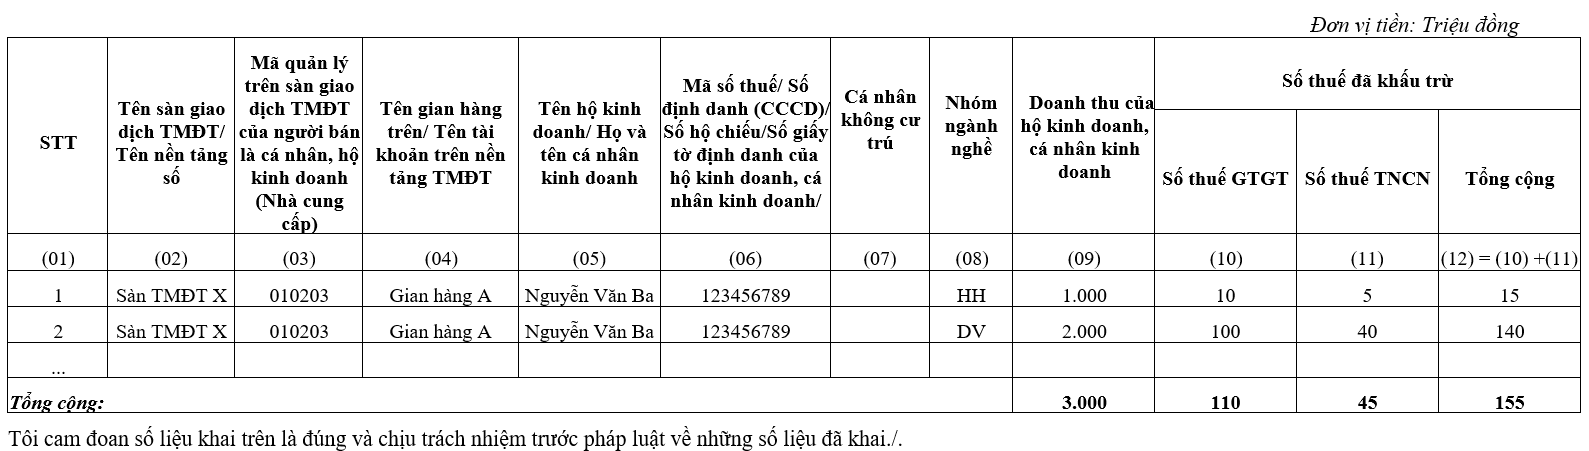 Đơn vị tiền: Triệu đồng
STT
Tên sàn giao
dịch TMĐT/
Tên nền tảng
số
Mã quản lý
trên sàn giao
dịch TMĐT
của người bán
là cá nhân, hộ
kinh doanh
(Nhà cung
cấp)
Tên gian hàng
trên/ Tên tài
khoản trên nền
tảng TMĐT
Tên hộ kinh
doanh/ Họ và
tên cá nhân
kinh doanh
Mã số thuế/ Số
định danh (CCCD)/
Số hộ chiếu/Số giấy
tờ định danh của
hộ kinh doanh, cá
nhân kinh doanh/
Cá nhân
không cư
trú
Nhóm
ngành
nghề
Doanh thu của
hộ kinh doanh,
cá nhân kinh
doanh
Số thuế đã khấu trừ
Số thuế GTGT Số thuế TNCN Tổng cộng
(01) (02) (03) (04) (05) (06) (07) (08) (09) (10) (11) (12) = (10) +(11)
1 Sàn TMĐT X 010203 Gian hàng A Nguyễn Văn Ba 123456789 HH 1.000 10 5 15
2 Sàn TMĐT X 010203 Gian hàng A Nguyễn Văn Ba 123456789 DV 2.000 100 40 140
...
Tổng cộng: 3.000 110 45 155
Tôi cam đoan số liệu khai trên là đúng và chịu trách nhiệm trước pháp luật về những số liệu đã khai./.